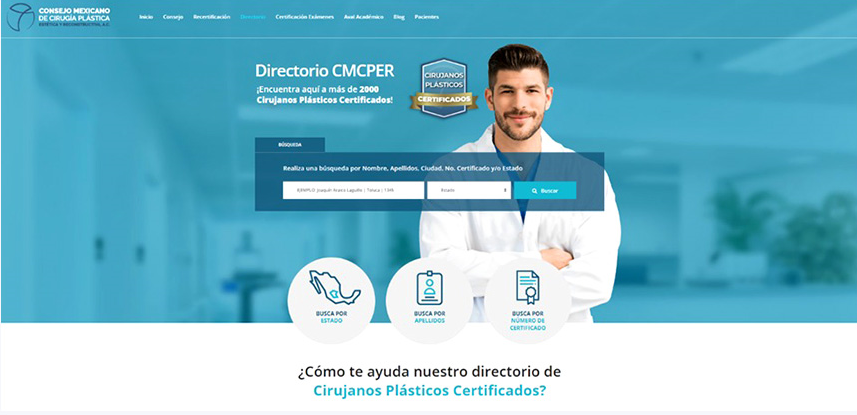 CONSEJO MEXICANO
DE CIRUGÍA PLÁSTICA
ESTÉTICA Y RECONSTRUCTIVA, A.C.
Inicio Consejo Recertificación Directorio Certificación Exámenes Aval Académico Blog Pacientes
Directorio CMCPER
¡Encuentra aquí a más de 2000
Cirujanos Plásticos Certificados!
CIRUJANOS
PLÁSTICOS
CERTIFICADOS
BÚSQUEDA
Realiza una búsqueda por Nombre, Apellidos, Ciudad, No. Certificado y/o Estado
EJEMPLO: Joaquín Rivera Laguillo | Toluca | 1345
Estado
Buscar
BUSCA POR
ESTADO
BUSCA POR
APELLIDOS
BUSCA POR
NÚMERO DE
CERTIFICADO
¿Cómo te ayuda nuestro directorio de
Cirujanos Plásticos Certificados?